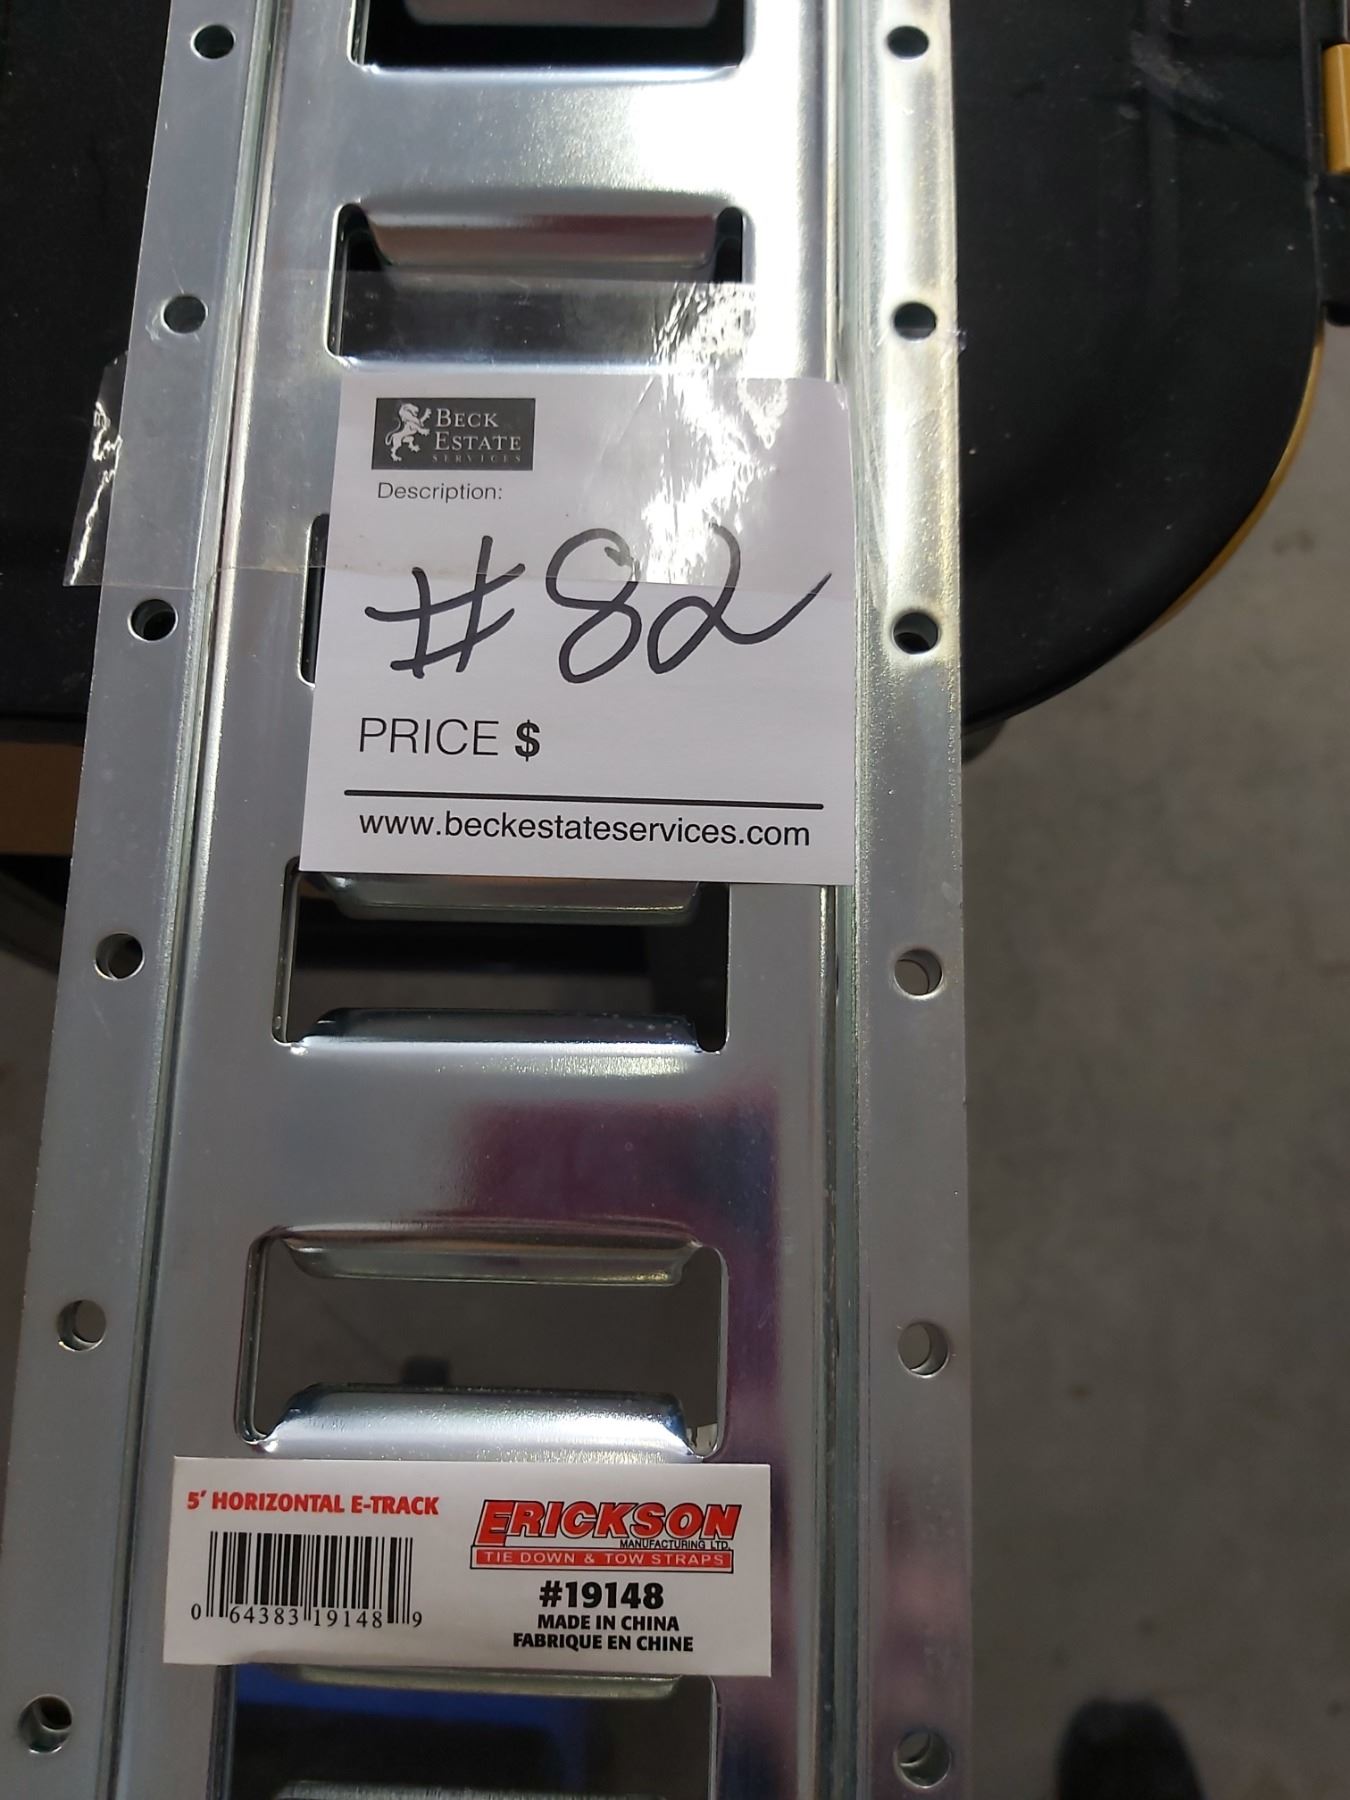 BECK
ESTATE
SERVICES
Description:
#82
PRICE $
www.beckestateservices.com
5' HORIZONTAL E-TRACK
0 64383 19148 9
ERICKSON
MANUFACTURING LTD.
TIE DOWN & TOW STRAPS
#19148
MADE IN CHINA
FABRIQUE EN CHINE